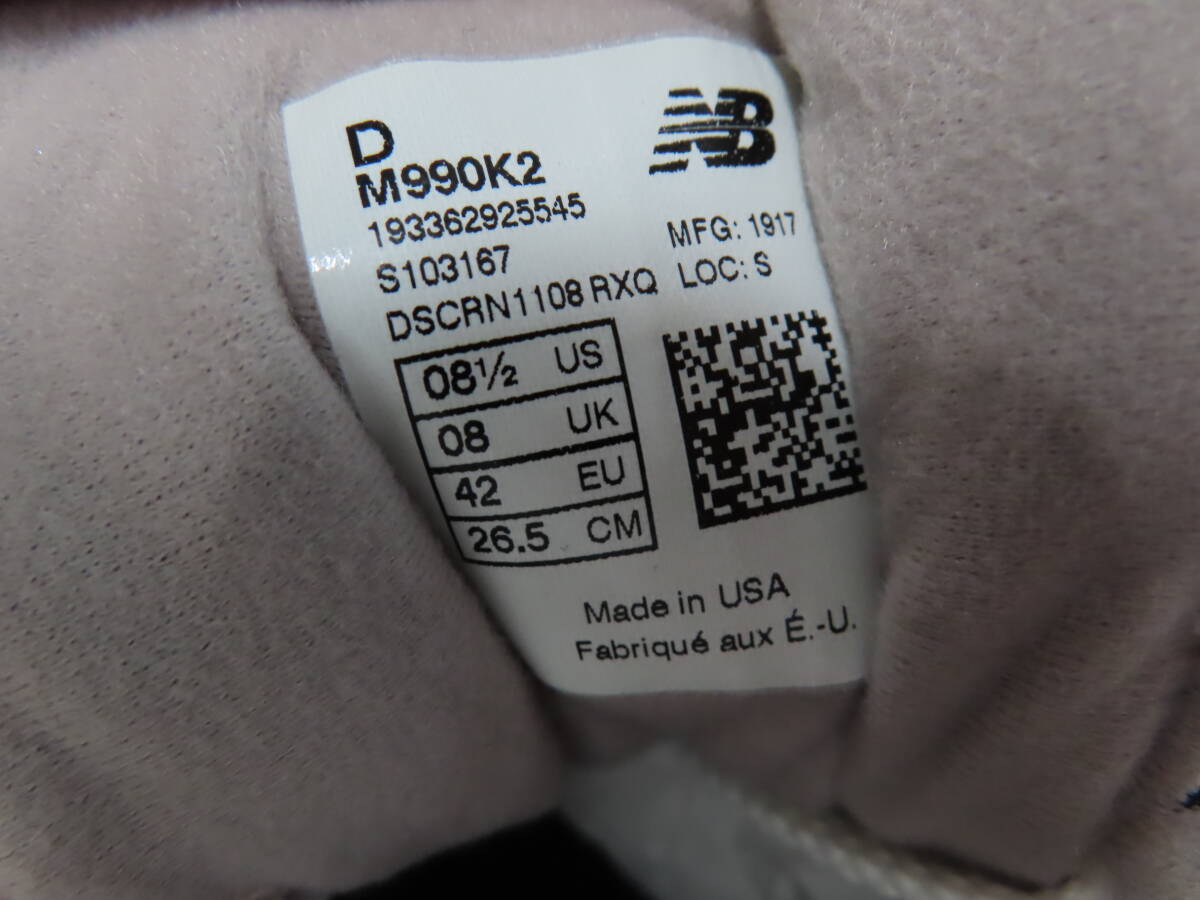 D
NB
M990K2
193362925545
MFG: 1917
S103167
LOC: S
DSCRN1108 RXQ
08½ US
08 UK
42 EU
26.5 CM
Made in USA
Fabriqué aux É.-U.